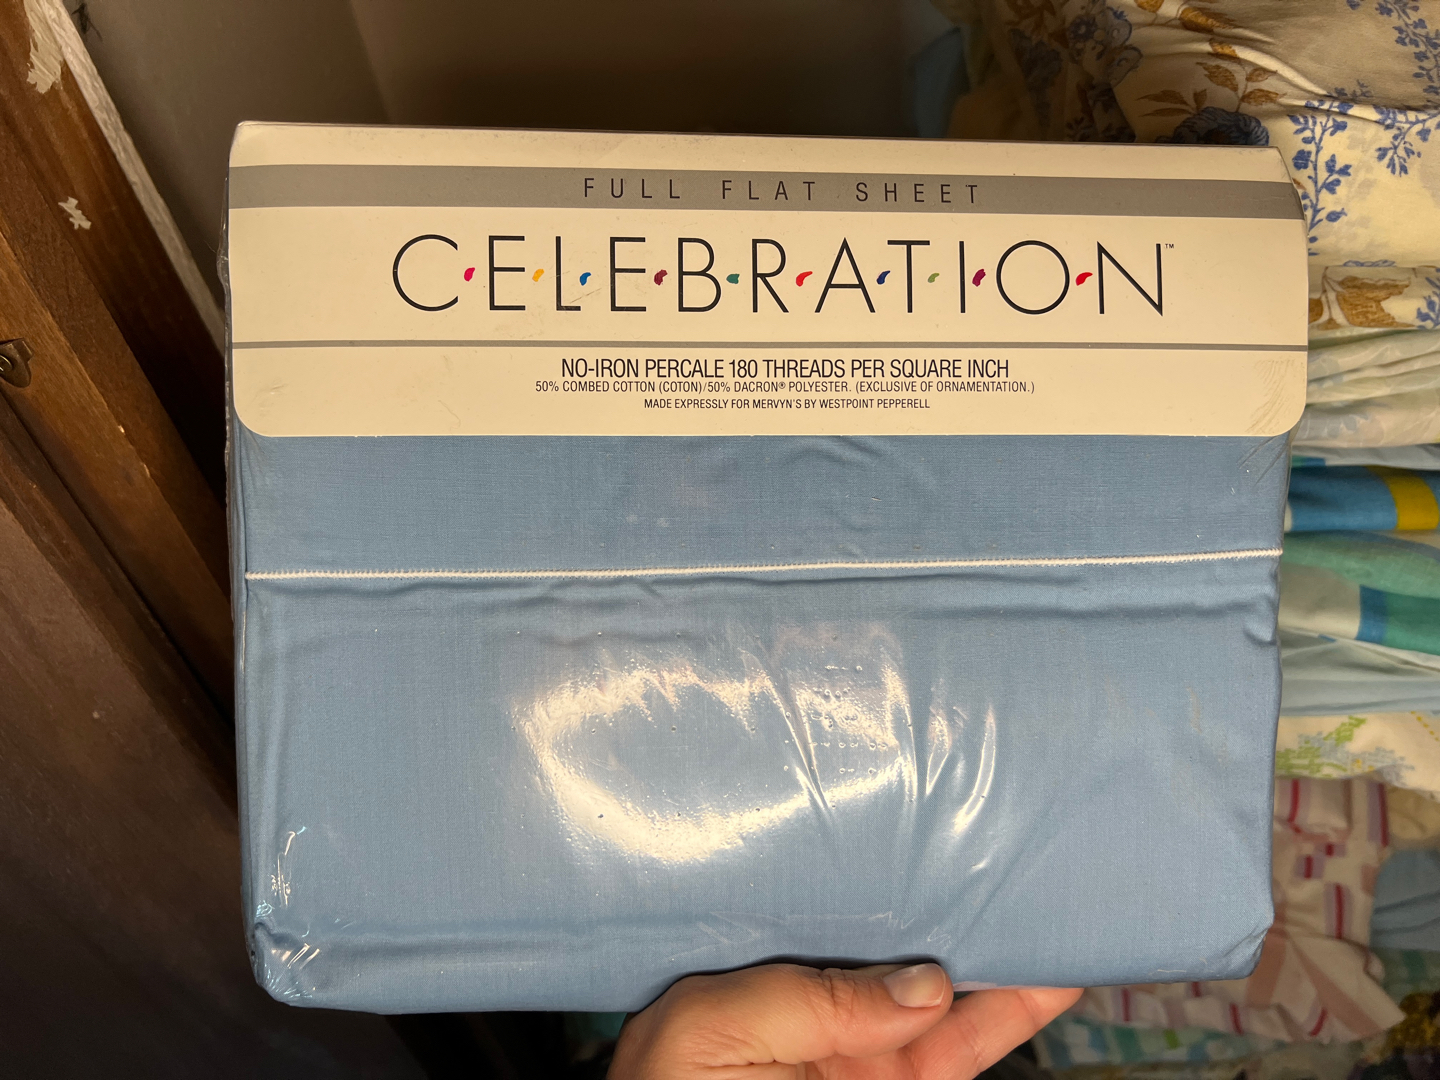 FULL FLAT SHEET
CELEBRATION™
NO-IRON PERCALE 180 THREADS PER SQUARE INCH
50% COMBED COTTON (COTON)/50% DACRON® POLYESTER. (EXCLUSIVE OF ORNAMENTATION.)
MADE EXPRESSLY FOR MERVYN'S BY WESTPOINT PEPPERELL